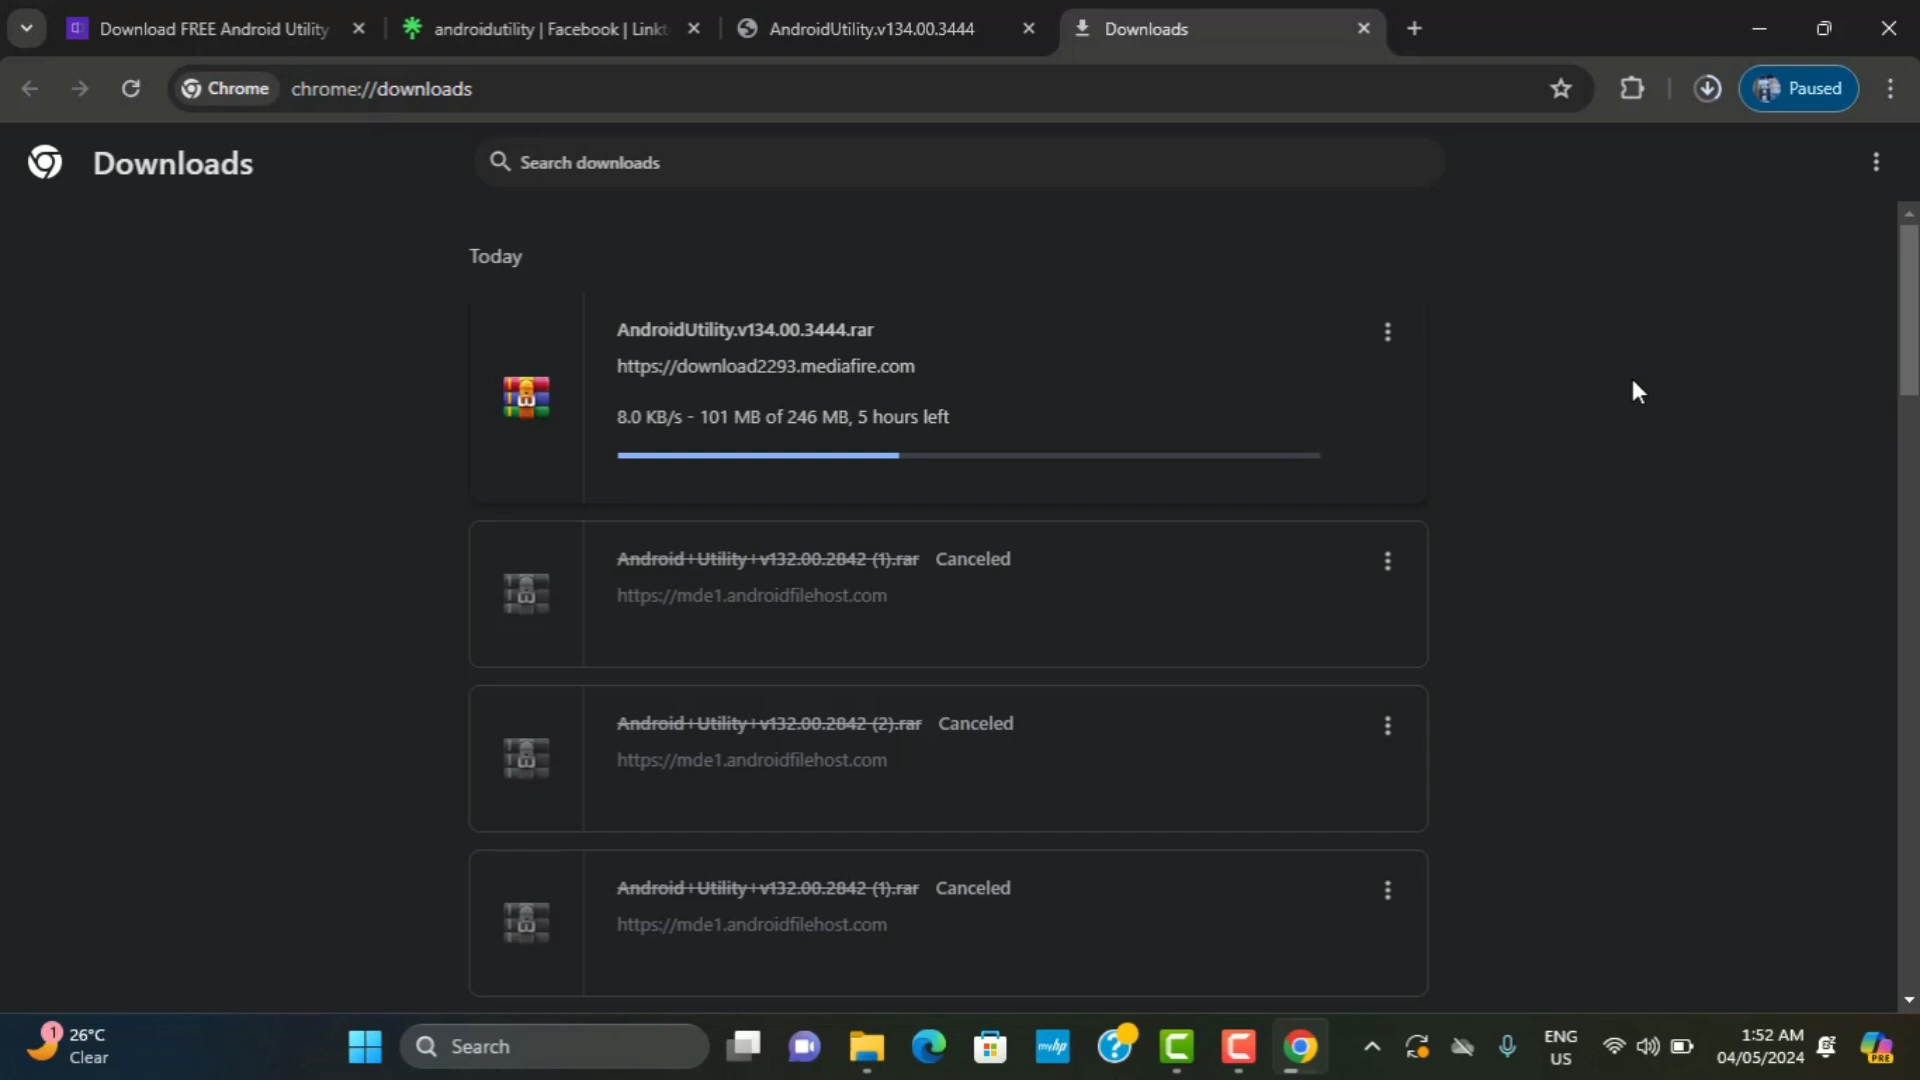 Download FREE Android Utility
androidutility | Facebook | Linkt
AndroidUtility.v134.00.3444
Downloads
Chrome
chrome://downloads
Paused
Downloads
Search downloads
Today
AndroidUtility.v134.00.3444.rar
https://download2293.mediafire.com
8.0 KB/s - 101 MB of 246 MB, 5 hours left
Android+Utility+v132.00.2842 (1).rar Canceled
https://mde1.androidfilehost.com
Android+Utility+v132.00.2842 (2).rar Canceled
https://mde1.androidfilehost.com
Android+Utility+v132.00.2842 (1).rar Canceled
https://mde1.androidfilehost.com
1
26°C
Clear
Search
myhp
ENG
US
1:52 AM
04/05/2024
PRE